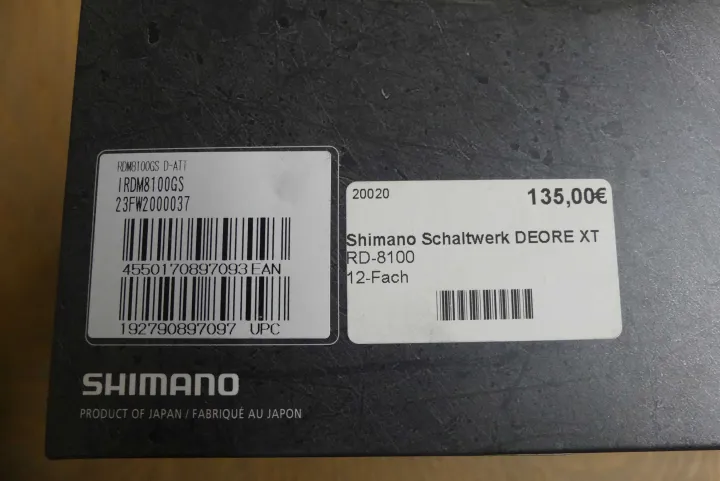 RDM8100GS D-ATT
IRDM8100GS
23FW2000037
4550170897093 EAN
192790897097 UPC
20020
135,00€
Shimano Schaltwerk DEORE XT
RD-8100
12-Fach
SHIMANO
PRODUCT OF JAPAN / FABRIQUÉ AU JAPON